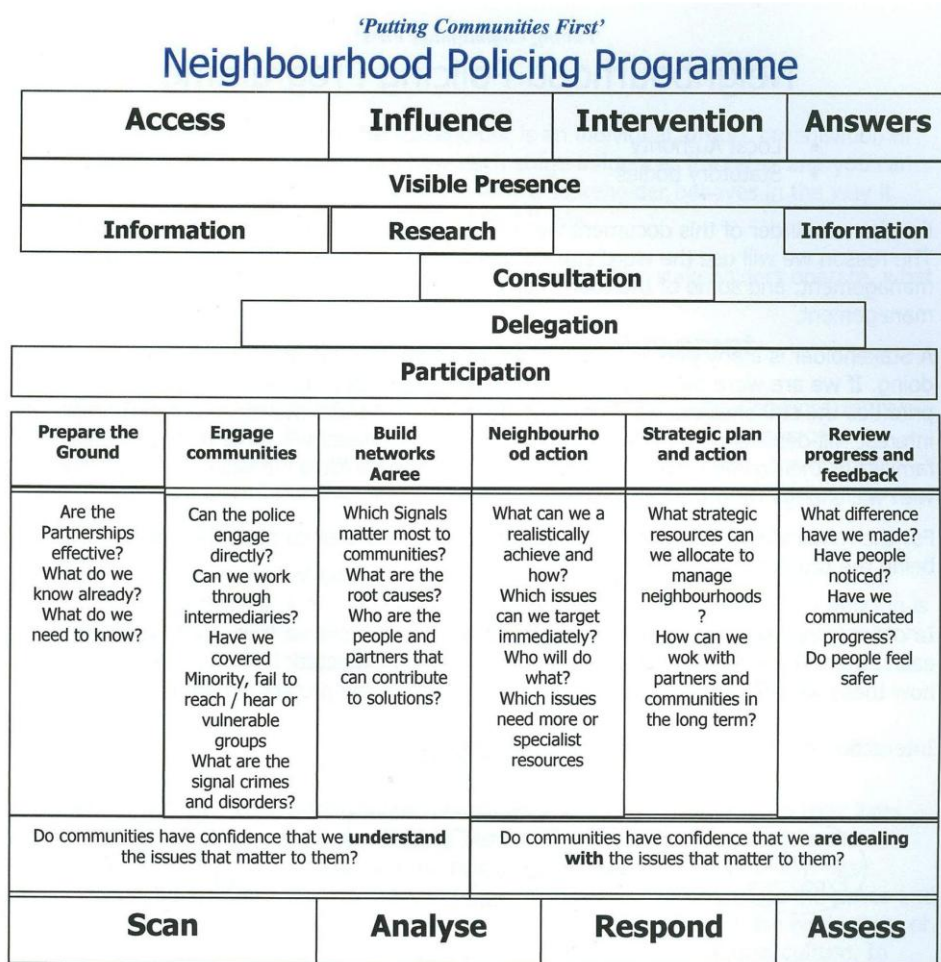 'Putting Communities First'
Neighbourhood Policing Programme
Access Influence Intervention Answers
Visible Presence
Information Research Information
Consultation
Delegation
Participation
Prepare the
Ground
Engage
communities
Build
networks
Agree
Neighbourho
od action
Strategic plan
and action
Review
progress and
feedback
Are the
Partnerships
effective?
What do we
know already?
What do we
need to know?
Can the police
engage
directly?
Can we work
through
intermediaries?
Have we
covered
Minority, fail to
reach / hear or
vulnerable
groups
What are the
signal crimes
and disorders?
Which Signals
matter most to
communities?
What are the
root causes?
Who are the
people and
partners that
can contribute
to solutions?
What can we a
realistically
achieve and
how?
Which issues
can we target
immediately?
Who will do
what?
Which issues
need more or
specialist
resources
What strategic
resources can
we allocate to
manage
neighbourhoods
?
How can we
wok with
partners and
communities in
the long term?
What difference
have we made?
Have people
noticed?
Have we
communicated
progress?
Do people feel
safer
Do communities have confidence that we understand
the issues that matter to them?
Do communities have confidence that we are dealing
with the issues that matter to them?
Scan Analyse Respond Assess